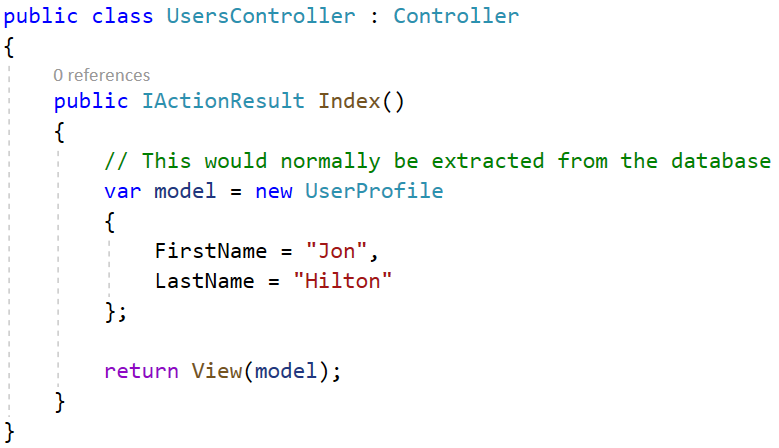 public class UsersController : Controller
{
0 references
public IActionResult Index()
{
// This would normally be extracted from the database
var model = new UserProfile
{
FirstName = "Jon",
LastName = "Hilton"
};
return View(model);
}
}